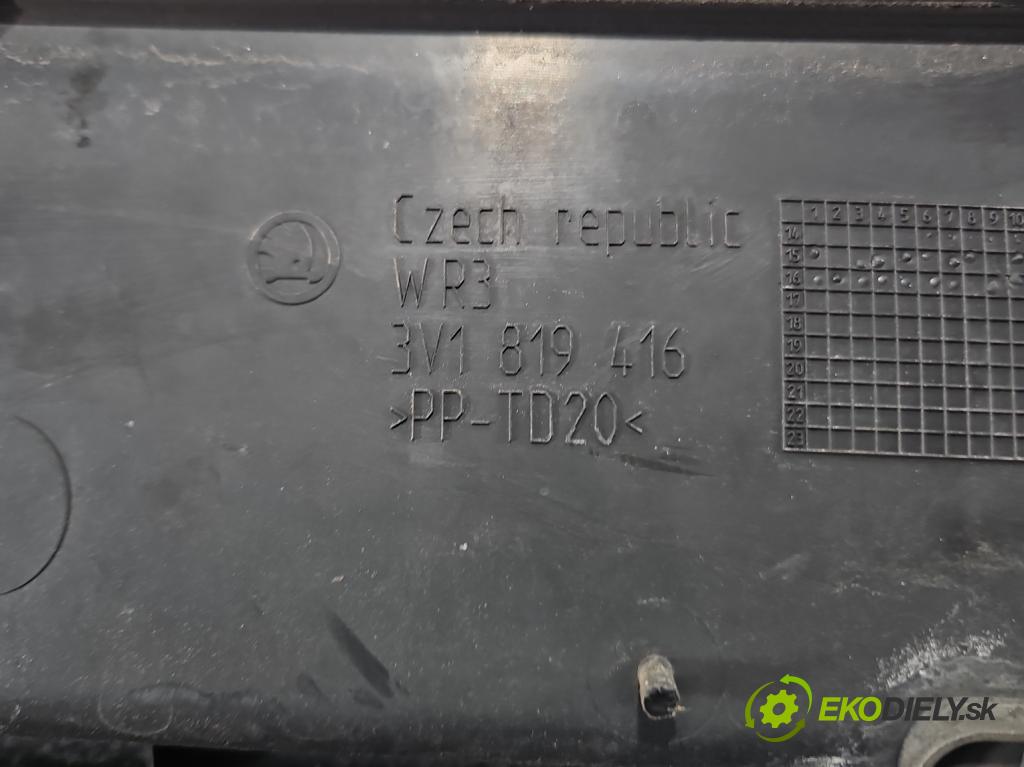 Czech republic
WR3
3V1 819 416
>PP-TD20<
1 2 3 4 5 6 7 8 9 10
14
15
16
17
18
19
20
21
22
23
EKODIELY.sk